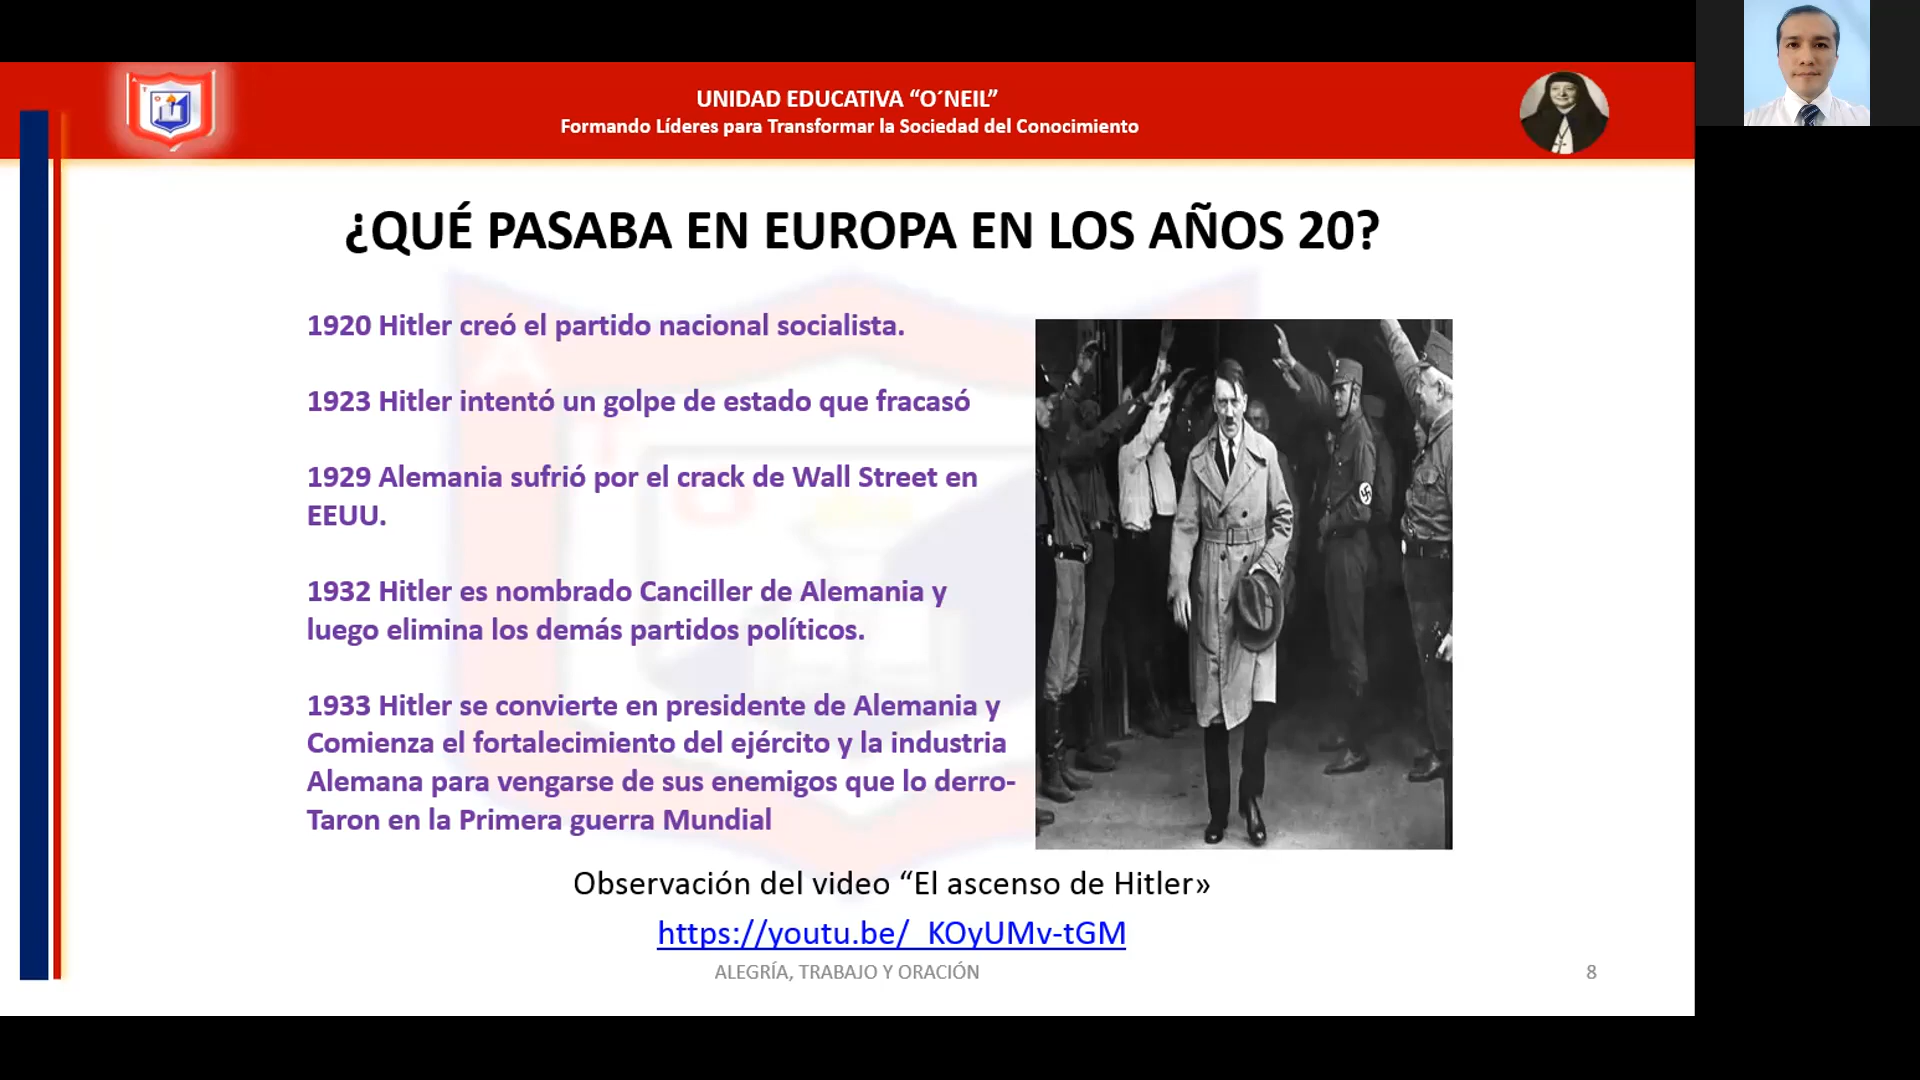 UNIDAD EDUCATIVA “O´NEIL”
Formando Líderes para Transformar la Sociedad del Conocimiento
¿QUÉ PASABA EN EUROPA EN LOS AÑOS 20?
1920 Hitler creó el partido nacional socialista.
1923 Hitler intentó un golpe de estado que fracasó
1929 Alemania sufrió por el crack de Wall Street en
EEUU.
1932 Hitler es nombrado Canciller de Alemania y
luego elimina los demás partidos políticos.
1933 Hitler se convierte en presidente de Alemania y
Comienza el fortalecimiento del ejército y la industria
Alemana para vengarse de sus enemigos que lo derro-
Taron en la Primera guerra Mundial
Observación del video “El ascenso de Hitler»
https://youtu.be/_KOyUMv-tGM
ALEGRÍA, TRABAJO Y ORACIÓN
8